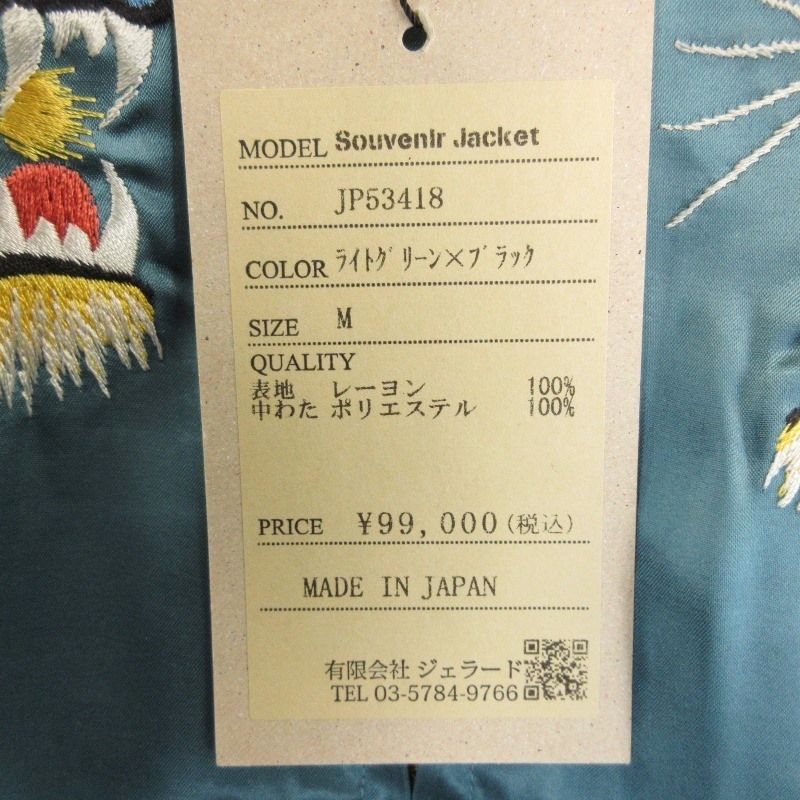 MODEL Souvenir Jacket
NO. JP53418
COLOR ﾗｲﾄｸﾞﾘｰﾝ×ﾌﾞﾗｯｸ
SIZE M
QUALITY
表地 レーヨン 100%
中わた ポリエステル 100%
PRICE ¥99,000(税込)
MADE IN JAPAN
有限会社 ジェラード
TEL 03-5784-9766